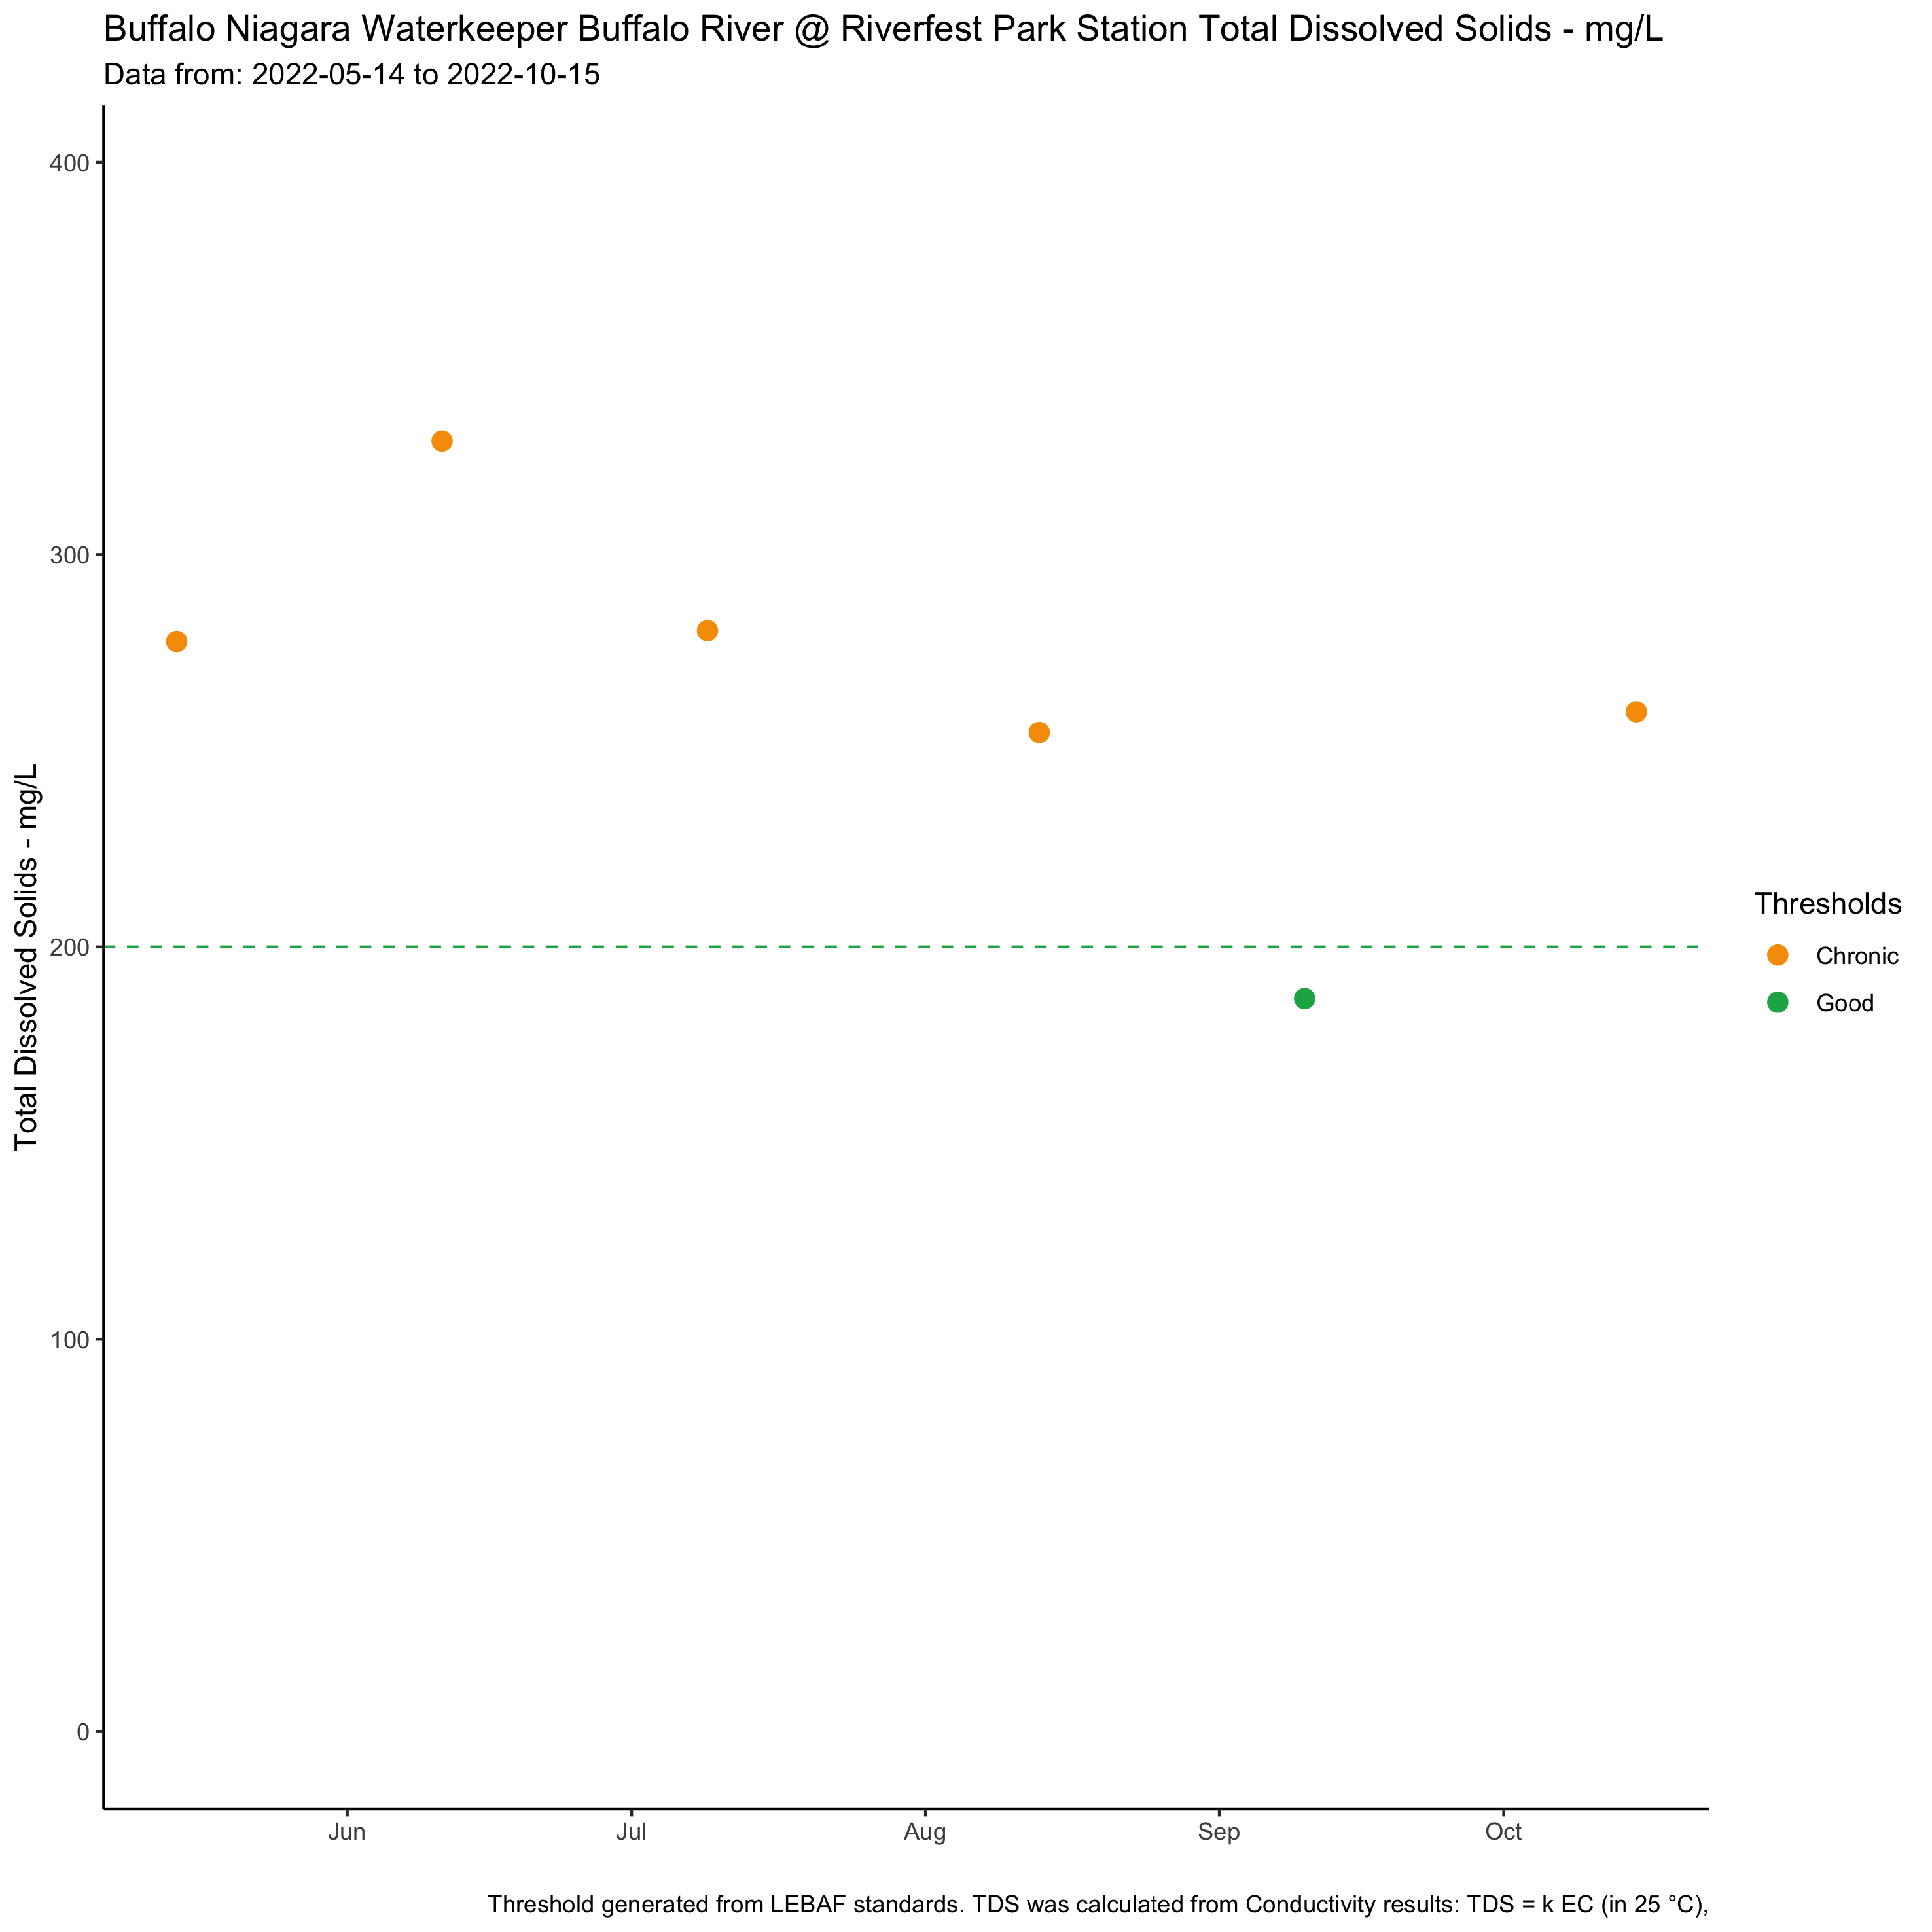 Buffalo Niagara Waterkeeper Buffalo River @ Riverfest Park Station Total Dissolved Solids - mg/L
Data from: 2022-05-14 to 2022-10-15
Total Dissolved Solids - mg/L
400
300
200
100
0
Jun
Jul
Aug
Sep
Oct
Thresholds
Chronic
Good
Threshold generated from LEBAF standards. TDS was calculated from Conductivity results: TDS = k EC (in 25 °C),